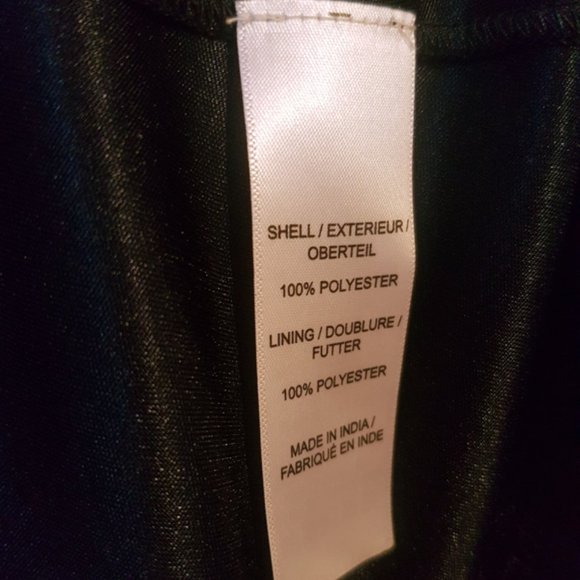 SHELL / EXTERIEUR /
OBERTEIL
100% POLYESTER
LINING / DOUBLURE /
FUTTER
100% POLYESTER
MADE IN INDIA /
FABRIQUÉ EN INDE